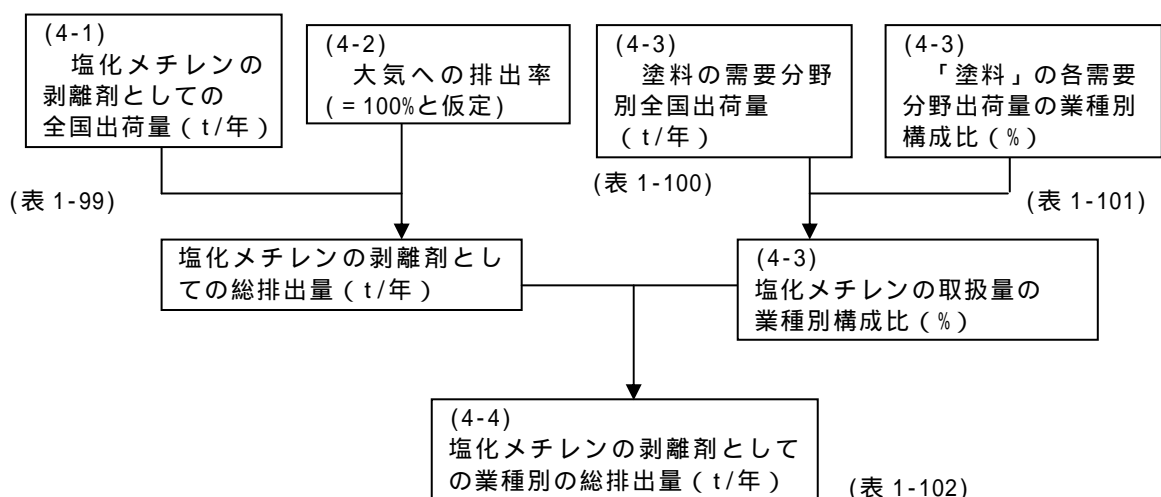 (4-1)
塩化メチレンの
剥離剤としての
全国出荷量（t/年）
(4-2)
大気への排出率
(=100%と仮定)
(4-3)
塗料の需要分野
別全国出荷量
（t/年）
(4-3)
「塗料」の各需要
分野出荷量の業種別
構成比（%）
(表 1-99)
(表 1-100)
(表 1-101)
塩化メチレンの剥離剤とし
ての総排出量（t/年）
(4-3)
塩化メチレンの取扱量の
業種別構成比（%）
(4-4)
塩化メチレンの剥離剤として
の業種別の総排出量（t/年）
(表 1-102)